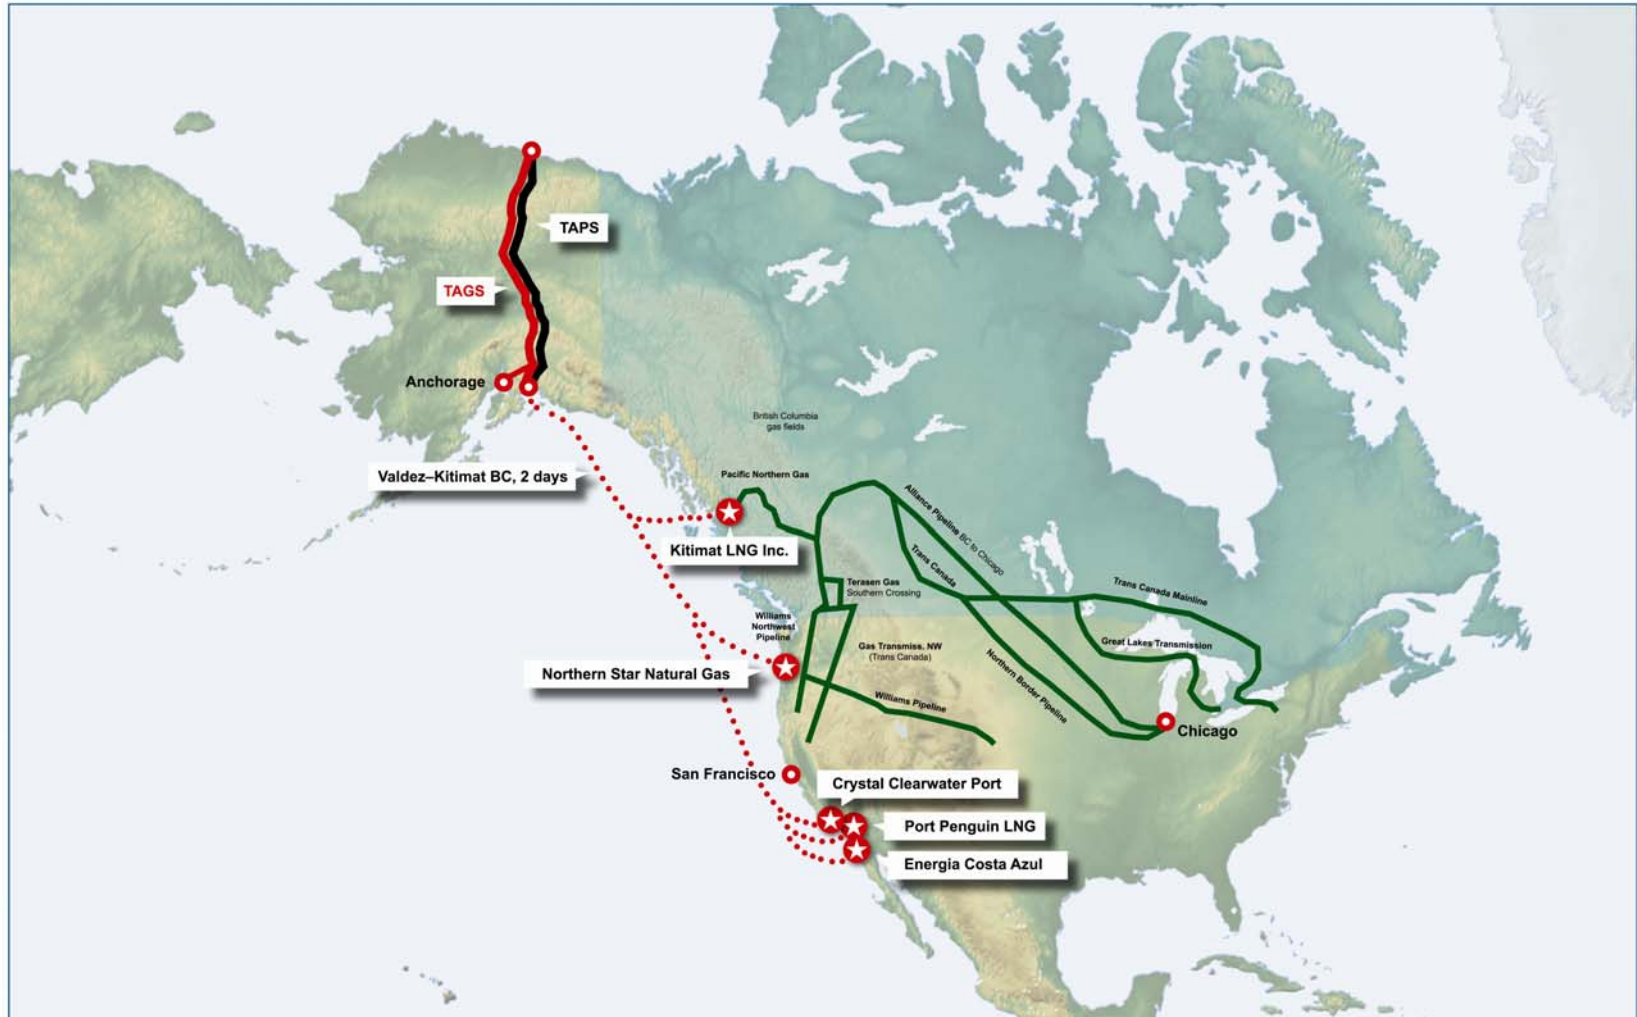 TAPS
TAGS
Anchorage
British Columbia
gas fields
Valdez–Kitimat BC, 2 days
Pacific Northern Gas
Alliance Pipeline BC to Chicago
Kitimat LNG Inc.
Trans Canada
Terasen Gas
Southern Crossing
Trans Canada Mainline
Williams
Northwest
Pipeline
Great Lakes Transmission
Gas Transmiss. NW
(Trans Canada)
Northern Star Natural Gas
Northern Border Pipeline
Williams Pipeline
Chicago
San Francisco
Crystal Clearwater Port
Port Penguin LNG
Energia Costa Azul